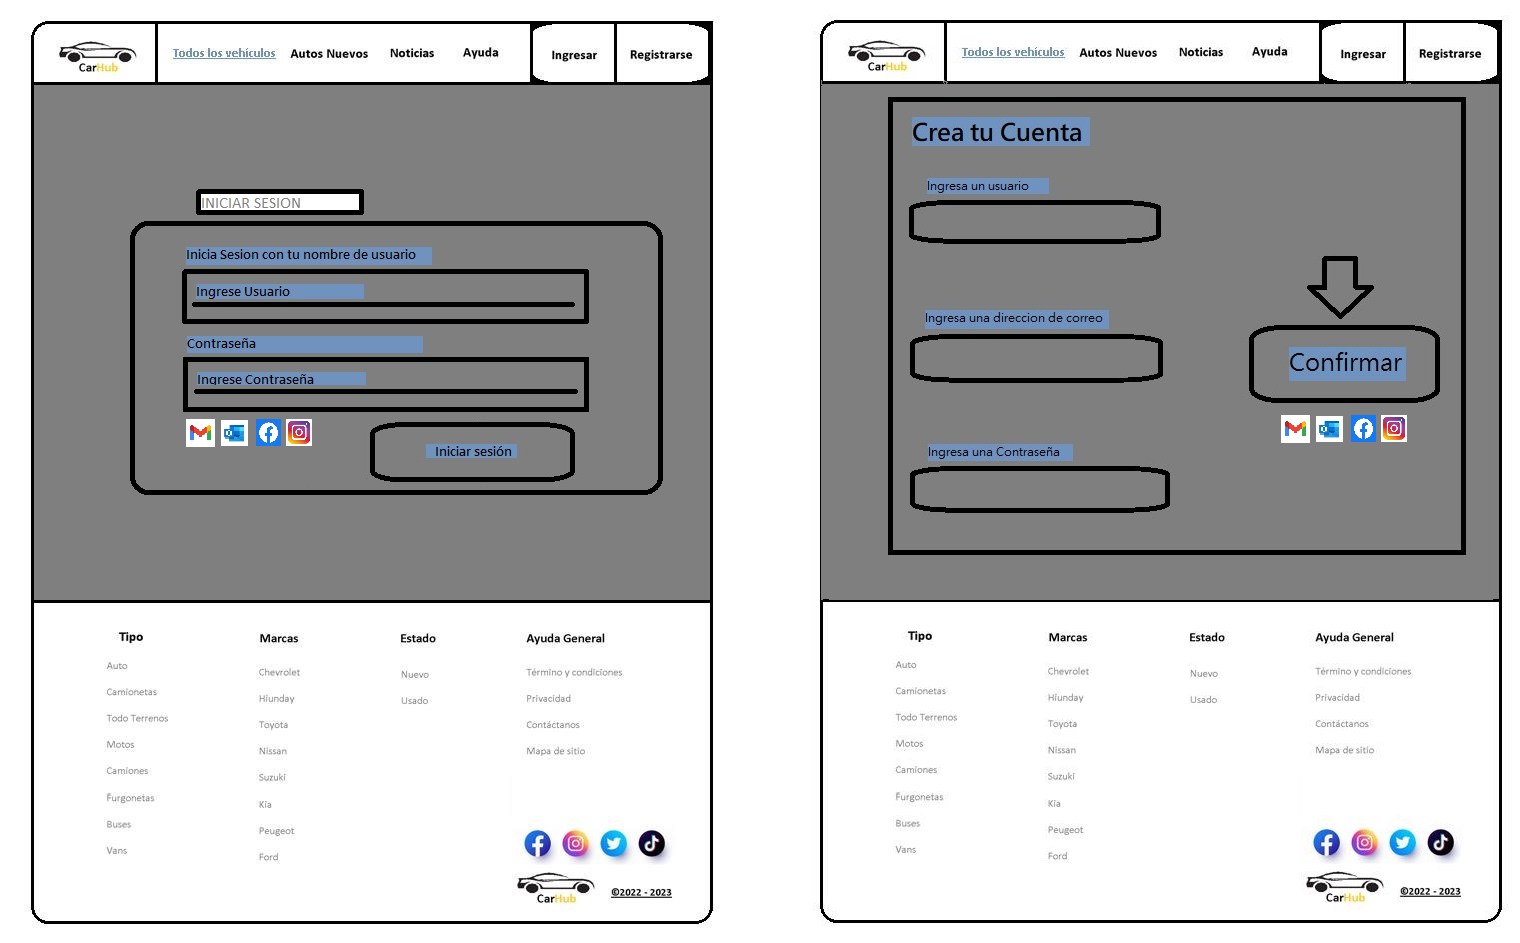 CarHub
Todos los vehículos Autos Nuevos Noticias Ayuda Ingresar Registrarse
INICIAR SESION
Inicia Sesion con tu nombre de usuario
Ingrese Usuario
Contraseña
Ingrese Contraseña
Iniciar sesión
Tipo
Auto
Camionetas
Todo Terrenos
Motos
Camiones
Furgonetas
Buses
Vans
Marcas
Chevrolet
Hiunday
Toyota
Nissan
Suzuki
Kia
Peugeot
Ford
Estado
Nuevo
Usado
Ayuda General
Término y condiciones
Privacidad
Contáctanos
Mapa de sitio
CarHub
©2022 - 2023
CarHub
Todos los vehículos Autos Nuevos Noticias Ayuda Ingresar Registrarse
Crea tu Cuenta
Ingresa un usuario
Ingresa una direccion de correo
Ingresa una Contraseña
Confirmar
Tipo
Auto
Camionetas
Todo Terrenos
Motos
Camiones
Furgonetas
Buses
Vans
Marcas
Chevrolet
Hiunday
Toyota
Nissan
Suzuki
Kia
Peugeot
Ford
Estado
Nuevo
Usado
Ayuda General
Término y condiciones
Privacidad
Contáctanos
Mapa de sitio
CarHub
©2022 - 2023